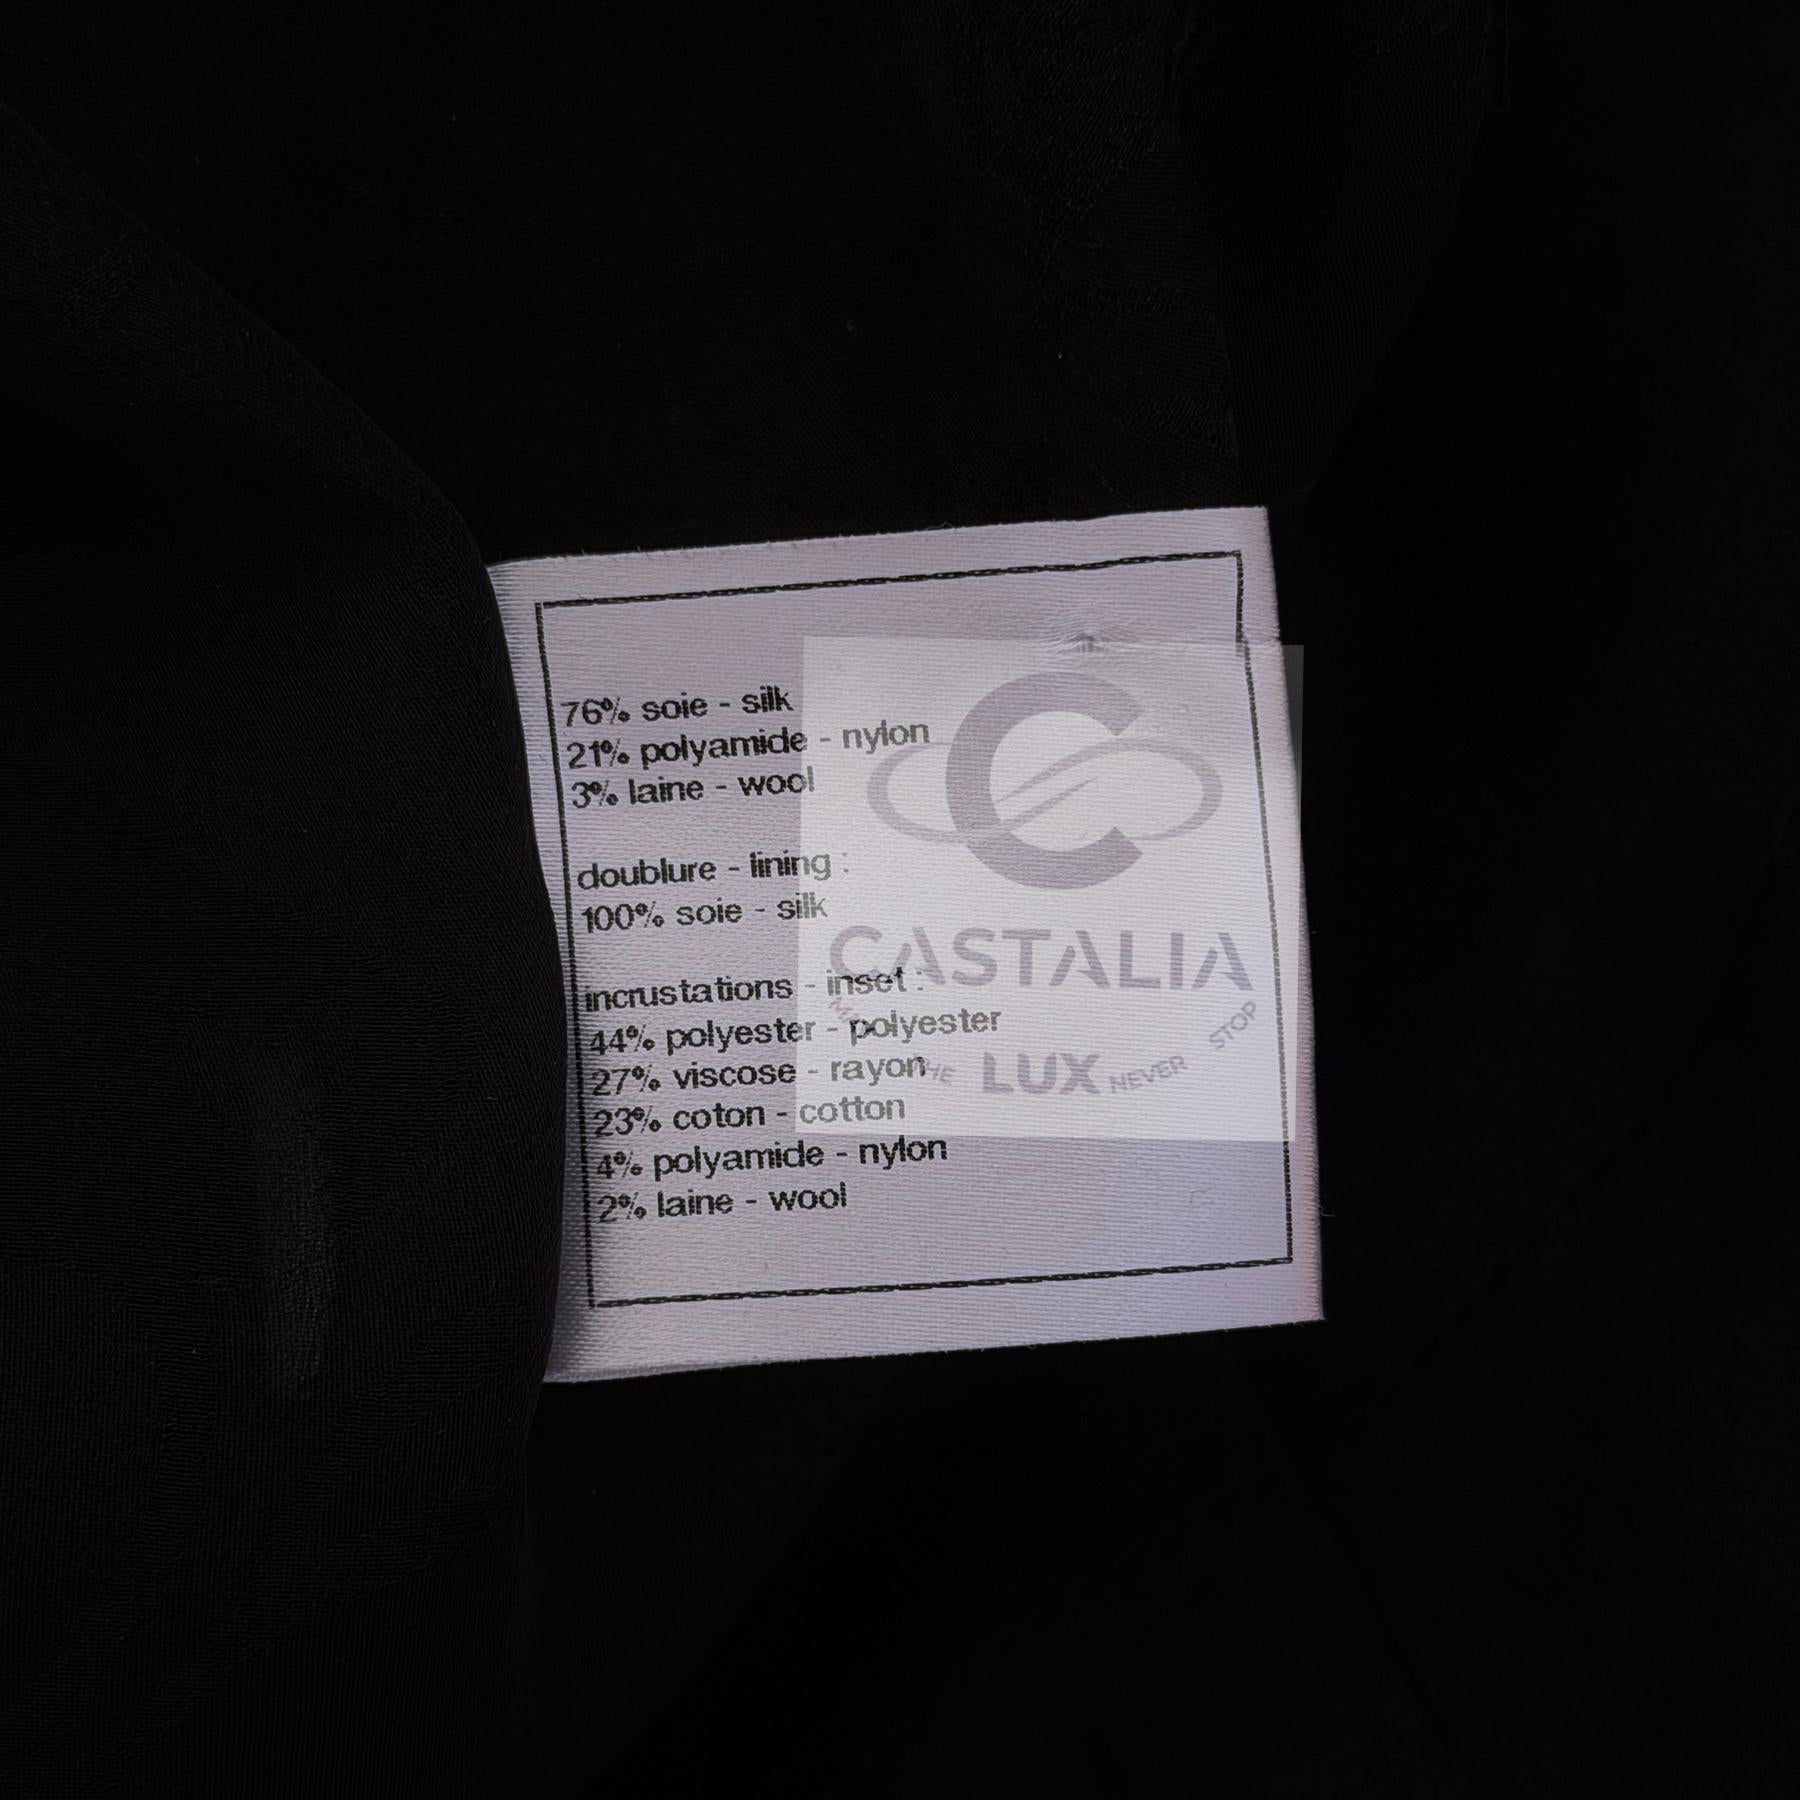 76% soie - silk
21% polyamide - nylon
3% laine - wool
doublure - lining :
100% soie - silk
incrustations - inset :
44% polyester - polyester
27% viscose - rayon
23% coton - cotton
4% polyamide - nylon
2% laine - wool
CASTALIA
LUX NEVER STOP